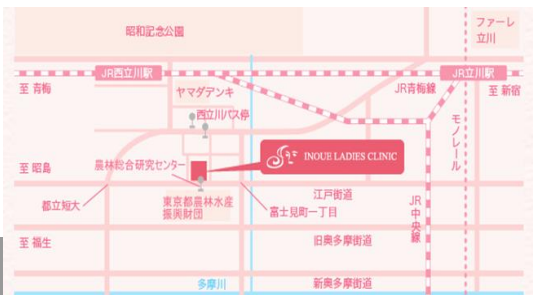 昭和記念公園
ファーレ
立川
JR西立川駅
JR立川駅
至 青梅
ヤマダデンキ
JR青梅線
至 新宿
西立川バス停
モノレール
INOUE LADIES CLINIC
至 昭島
農林総合研究センター
都立短大
東京都農林水産
振興財団
江戸街道
富士見町一丁目
JR中央線
至 福生
旧奥多摩街道
多摩川
新奥多摩街道